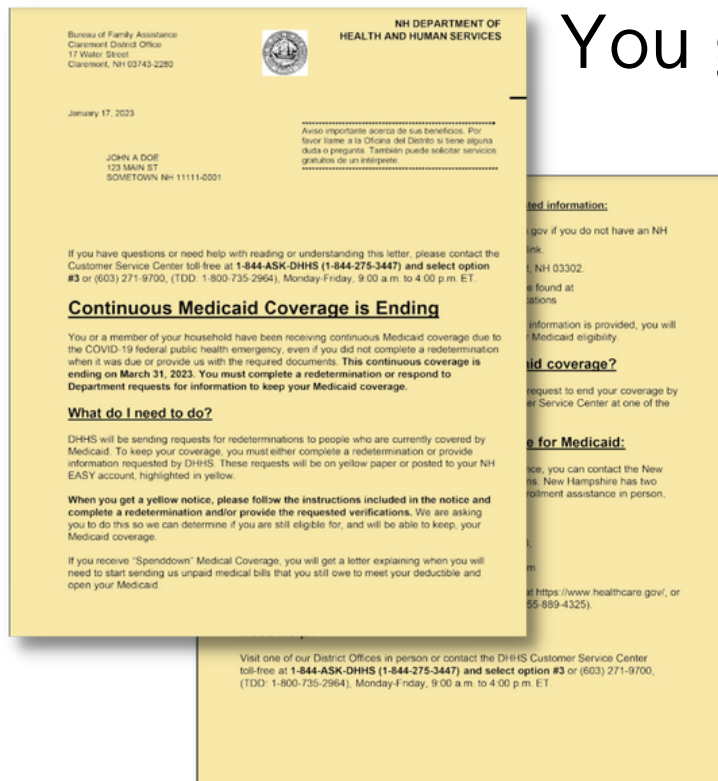 You
Bureau of Family Assistance
Claremont District Office
17 Water Street
Claremont, NH 03743-2280
NH DEPARTMENT OF
HEALTH AND HUMAN SERVICES
January 17, 2023
Aviso importante acerca de sus beneficios. Por
favor llame a la Oficina del Distrito si tiene alguna
duda o pregunta. También puede solicitar servicios
gratuitos de un intérprete.
JOHN A DOE
123 MAIN ST
SOMETOWN NH 11111-0001
If you have questions or need help with reading or understanding this letter, please contact the
Customer Service Center toll-free at 1-844-ASK-DHHS (1-844-275-3447) and select option
#3 or (603) 271-9700, (TDD: 1-800-735-2964), Monday-Friday, 9:00 a.m. to 4:00 p.m. ET.
Continuous Medicaid Coverage is Ending
You or a member of your household have been receiving continuous Medicaid coverage due to
the COVID-19 federal public health emergency, even if you did not complete a redetermination
when it was due or provide us with the required documents. This continuous coverage is
ending on March 31, 2023. You must complete a redetermination or respond to
Department requests for information to keep your Medicaid coverage.
What do I need to do?
DHHS will be sending requests for redeterminations to people who are currently covered by
Medicaid. To keep your coverage, you must either complete a redetermination or provide
information requested by DHHS. These requests will be on yellow paper or posted to your NH
EASY account, highlighted in yellow.
When you get a yellow notice, please follow the instructions included in the notice and
complete a redetermination and/or provide the requested verifications. We are asking
you to do this so we can determine if you are still eligible for, and will be able to keep, your
Medicaid coverage.
If you receive "Spenddown" Medical Coverage, you will get a letter explaining when you will
need to start sending us unpaid medical bills that you still owe to meet your deductible and
open your Medicaid.
information:
.gov if you do not have an NH
link.
, NH 03302.
e found at
information is provided, you will
Medicaid eligibility.
coverage?
request to end your coverage by
Service Center at one of the
e for Medicaid:
you can contact the New
New Hampshire has two
enrollment assistance in person,
at https://www.healthcare.gov/, or
55-889-4325).
Visit one of our District Offices in person or contact the DHHS Customer Service Center
toll-free at 1-844-ASK-DHHS (1-844-275-3447) and select option #3 or (603) 271-9700,
(TDD: 1-800-735-2964), Monday-Friday, 9:00 a.m. to 4:00 p.m. ET.